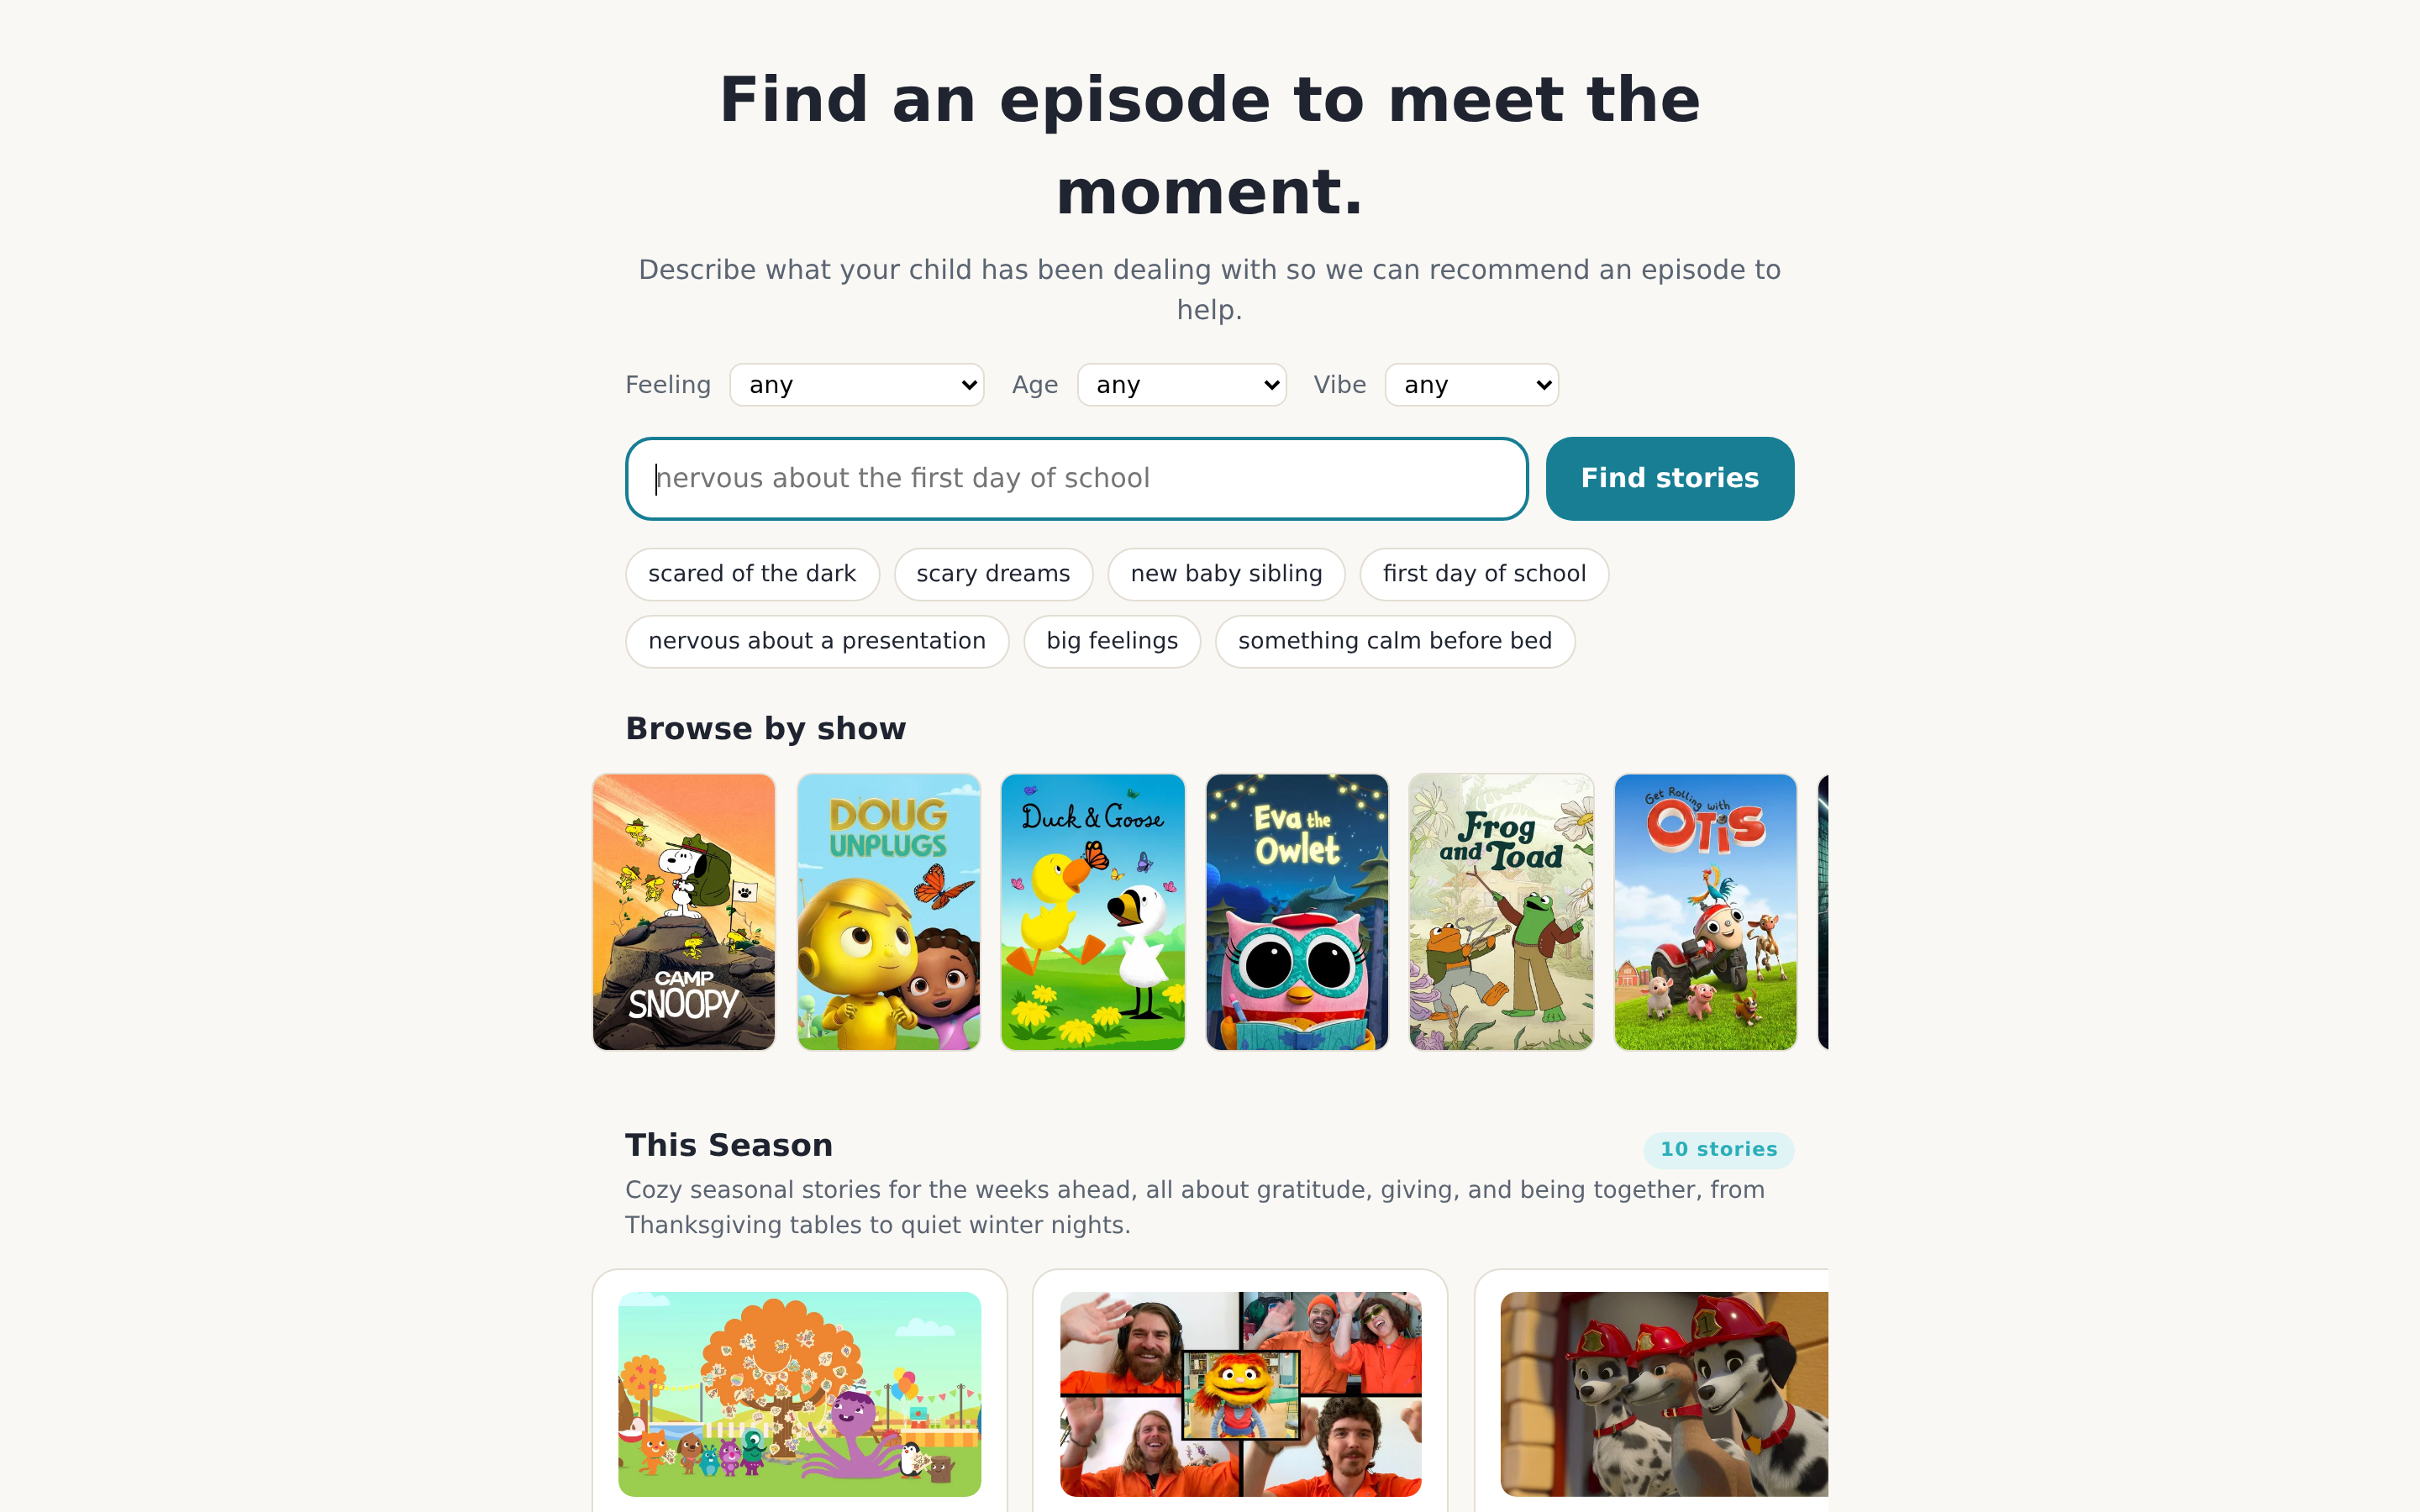 Find an episode to meet the
moment.
Describe what your child has been dealing with so we can recommend an episode to
help.
Feeling any Age any Vibe any
nervous about the first day of school Find stories
scared of the dark scary dreams new baby sibling first day of school
nervous about a presentation big feelings something calm before bed
Browse by show
CAMP
SNOOPY
DOUG
UNPLUGS
Duck & Goose
Eva the
Owlet
Frog
and Toad
Get Rolling with
OTIS
This Season 10 stories
Cozy seasonal stories for the weeks ahead, all about gratitude, giving, and being together, from
Thanksgiving tables to quiet winter nights.